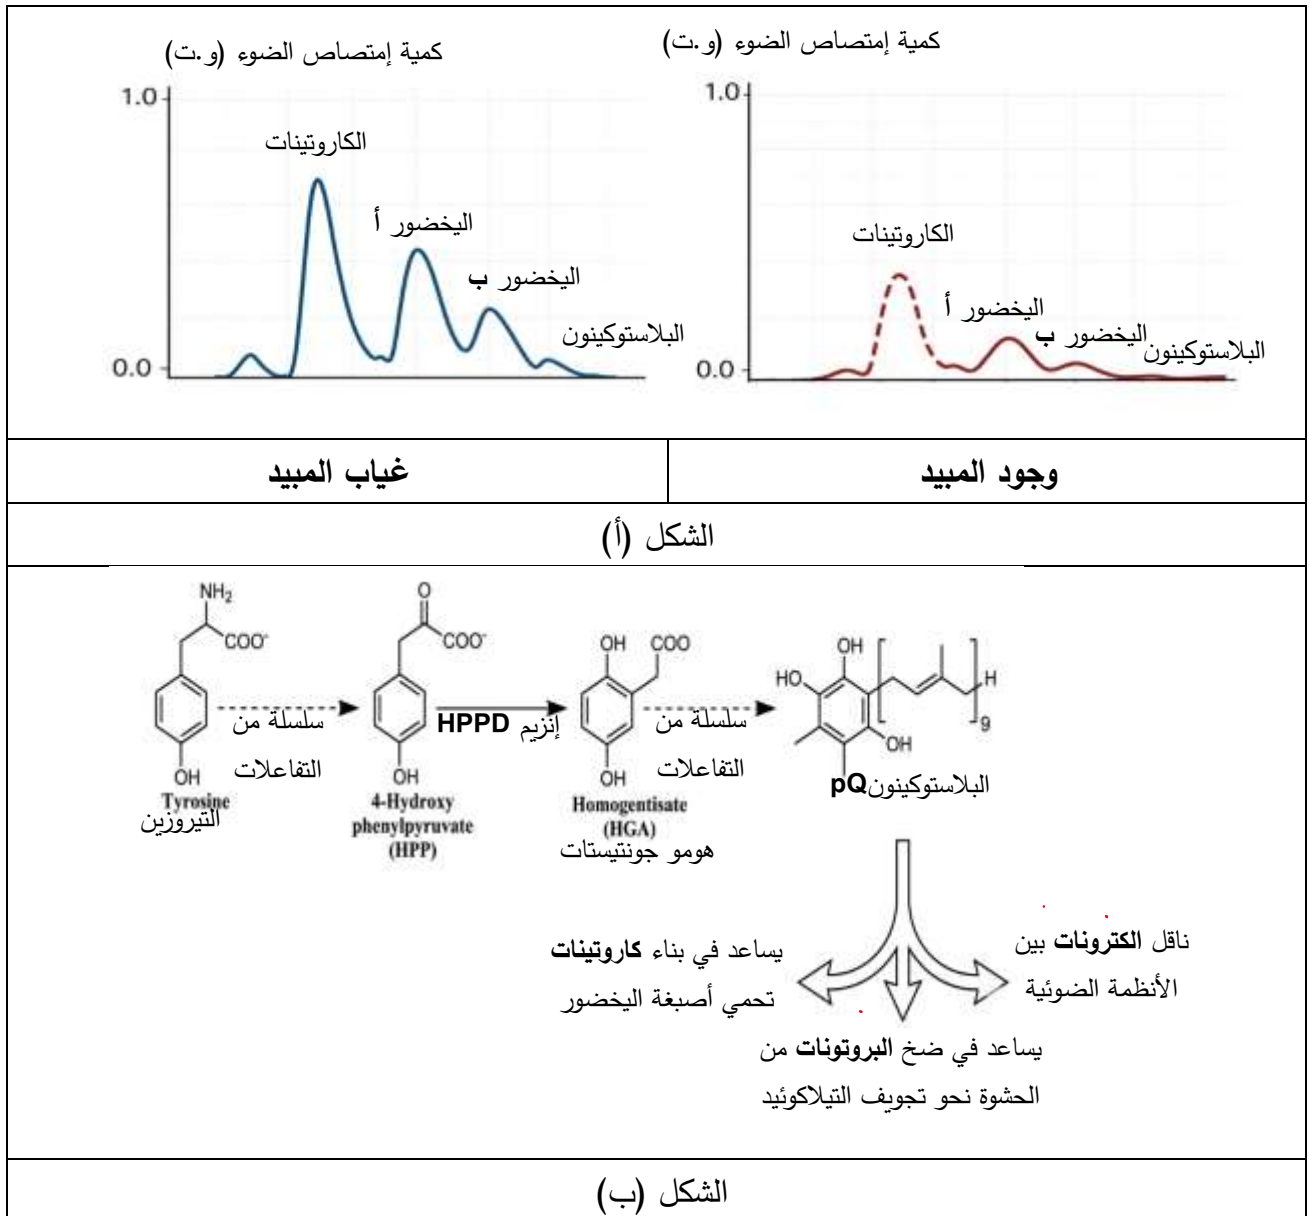 كمية إمتصاص الضوء (و.ت)
1.0
الكاروتينات
اليخضور أ
اليخضور ب
البلاستوكينون
0.0
كمية إمتصاص الضوء (و.ت)
1.0
الكاروتينات
اليخضور أ
اليخضور ب
البلاستوكينون
0.0
غياب المبيد
وجود المبيد
الشكل (أ)
NH2
COO-
OH
Tyrosine
التيروزين
سلسلة من
التفاعلات
O
COO-
OH
4-Hydroxy
phenylpyruvate
(HPP)
إنزيم HPPD
OH
COO
OH
Homogentisate
(HGA)
هومو جونتيستات
سلسلة من
التفاعلات
OH
HO
OH
H
9
البلاستوكينون pQ
ناقل الكترونات بين
الأنظمة الضوئية
يساعد في بناء كاروتينات
تحمي أصبغة اليخضور
يساعد في ضخ البروتونات من
الحشوة نحو تجويف التيلاكوئيد
الشكل (ب)